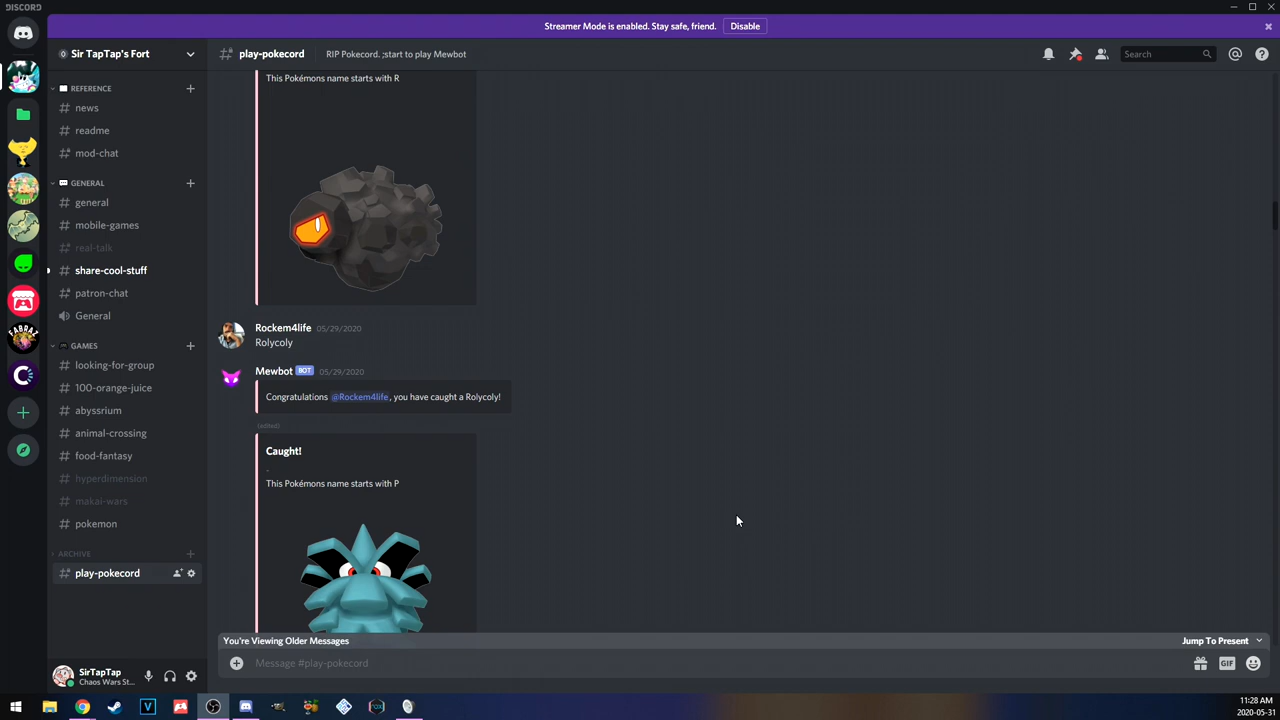 DISCORD
Streamer Mode is enabled. Stay safe, friend. Disable
Sir TapTap's Fort
play-pokecord RIP Pokecord. ;start to play Mewbot Search
REFERENCE
news
readme
mod-chat
GENERAL
general
mobile-games
real-talk
share-cool-stuff
patron-chat
General
GAMES
looking-for-group
100-orange-juice
abyssrium
animal-crossing
food-fantasy
hyperdimension
makai-wars
pokemon
ARCHIVE
play-pokecord
SirTapTap
Chaos Wars St...
This Pokémons name starts with R
Rockem4life 05/29/2020
Rolycoly
Mewbot BOT 05/29/2020
Congratulations @Rockem4life, you have caught a Rolycoly!
(edited)
Caught!
-
This Pokémons name starts with P
You're Viewing Older Messages Jump To Present
Message #play-pokecord GIF
FABRAZ
11:28 AM
2020-05-31